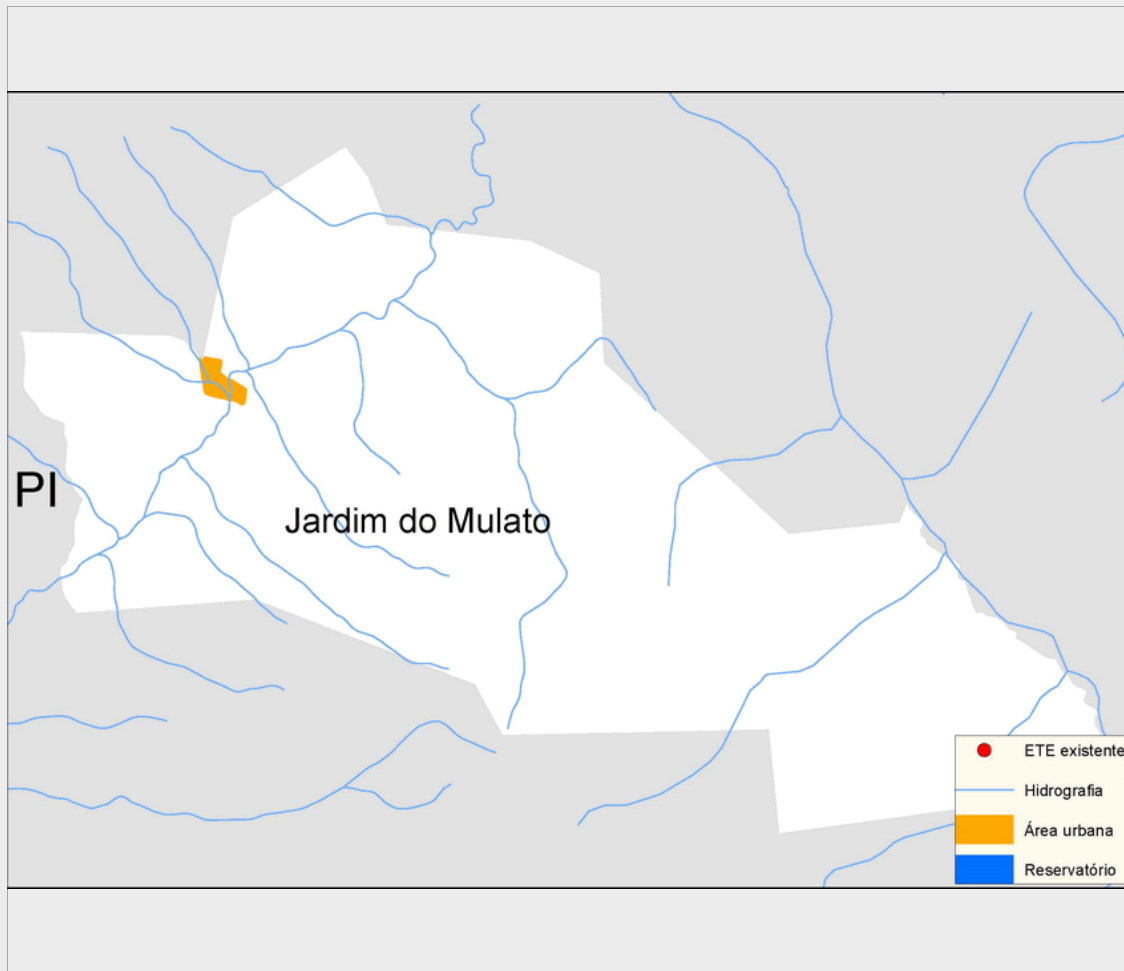 PI
Jardim do Mulato
ETE existente
Hidrografia
Área urbana
Reservatório